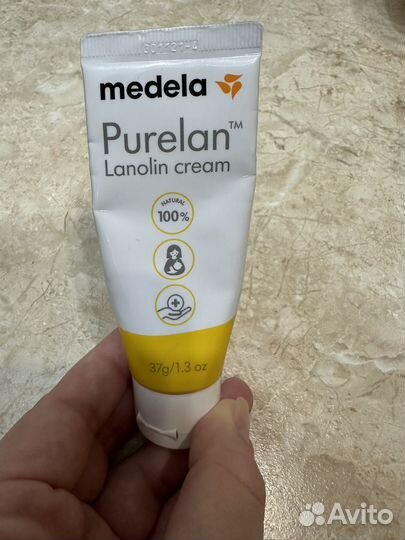 medela
Purelan™
Lanolin cream
NATURAL
100%
37g/1.3 oz
Avito